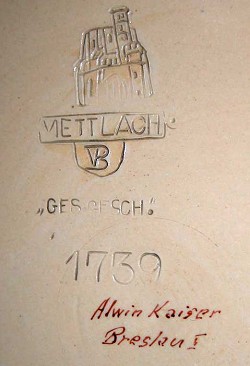 METTLACH
VB
„GES. GESCH."
1739
Alwin Kaiser
Breslau I